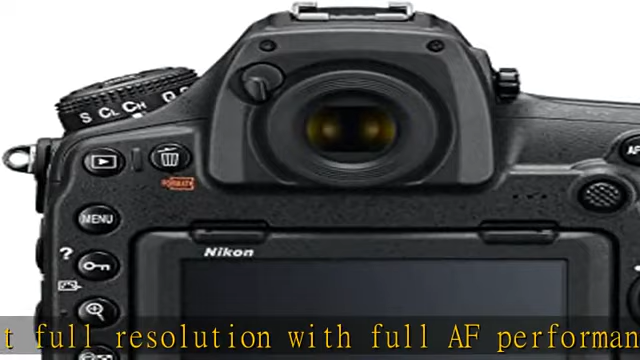 S CL CH Q
FORMAT
AF
MENU
Nikon
?
t full resolution with full AF performan